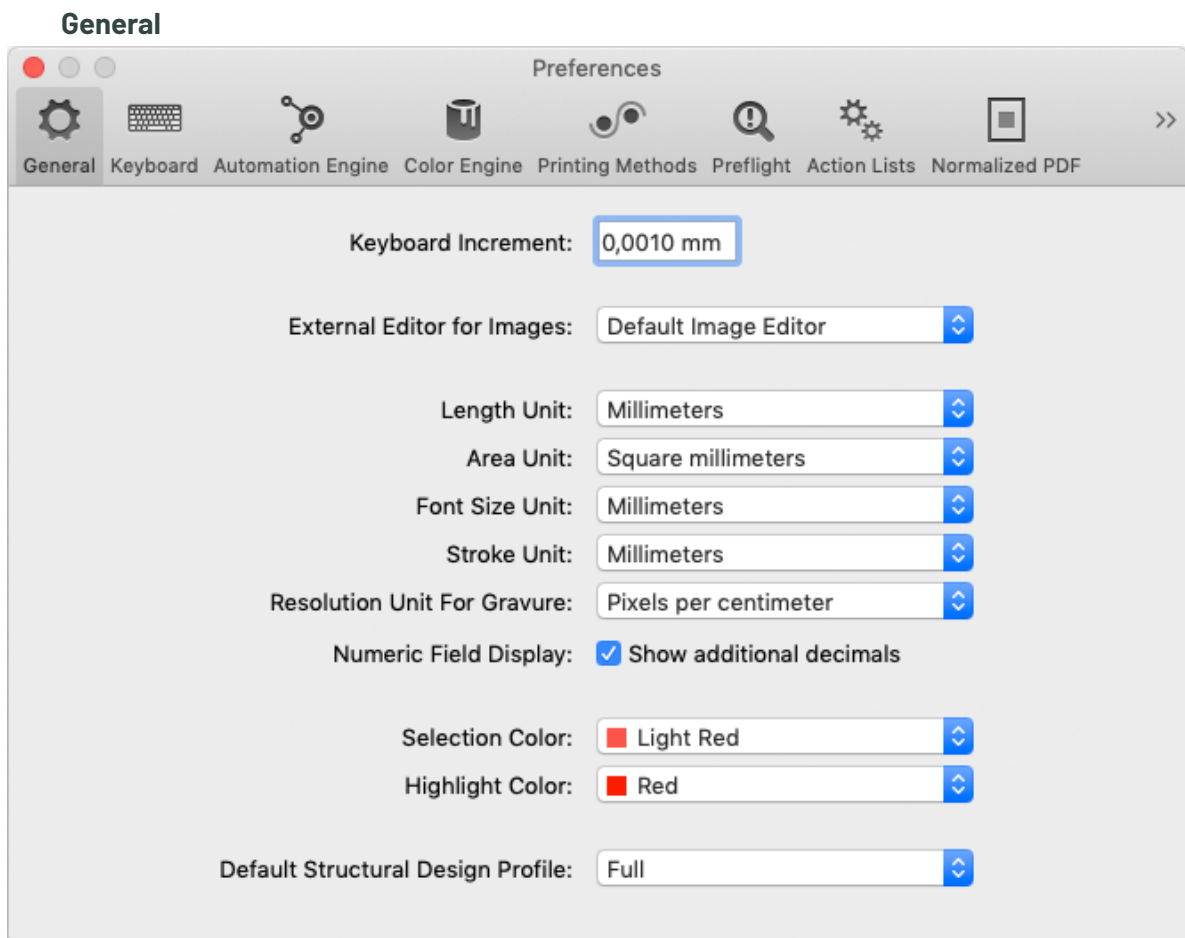 General
Preferences
General Keyboard Automation Engine Color Engine Printing Methods Preflight Action Lists Normalized PDF
Keyboard Increment: 0,0010 mm
External Editor for Images: Default Image Editor
Length Unit: Millimeters
Area Unit: Square millimeters
Font Size Unit: Millimeters
Stroke Unit: Millimeters
Resolution Unit For Gravure: Pixels per centimeter
Numeric Field Display: Show additional decimals
Selection Color: Light Red
Highlight Color: Red
Default Structural Design Profile: Full